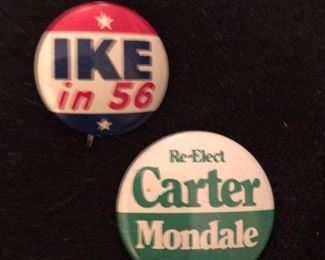 IKE
in 56
Re-Elect
Carter
Mondale